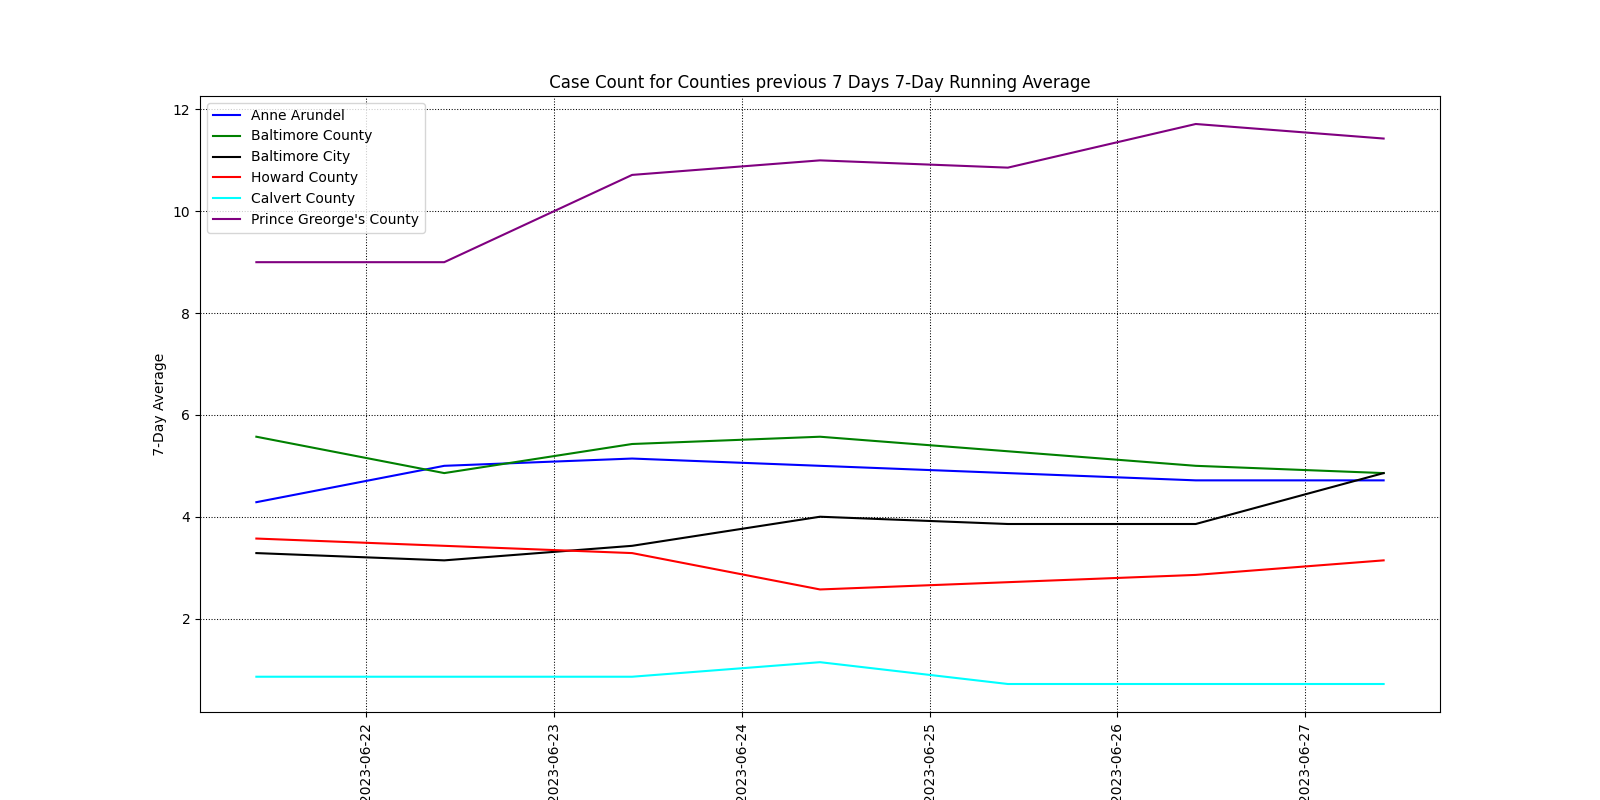 Case Count for Counties previous 7 Days 7-Day Running Average
Anne Arundel
Baltimore County
Baltimore City
Howard County
Calvert County
Prince Greorge's County
12
10
8
6
4
2
7-Day Average
2023-06-22
2023-06-23
2023-06-24
2023-06-25
2023-06-26
2023-06-27